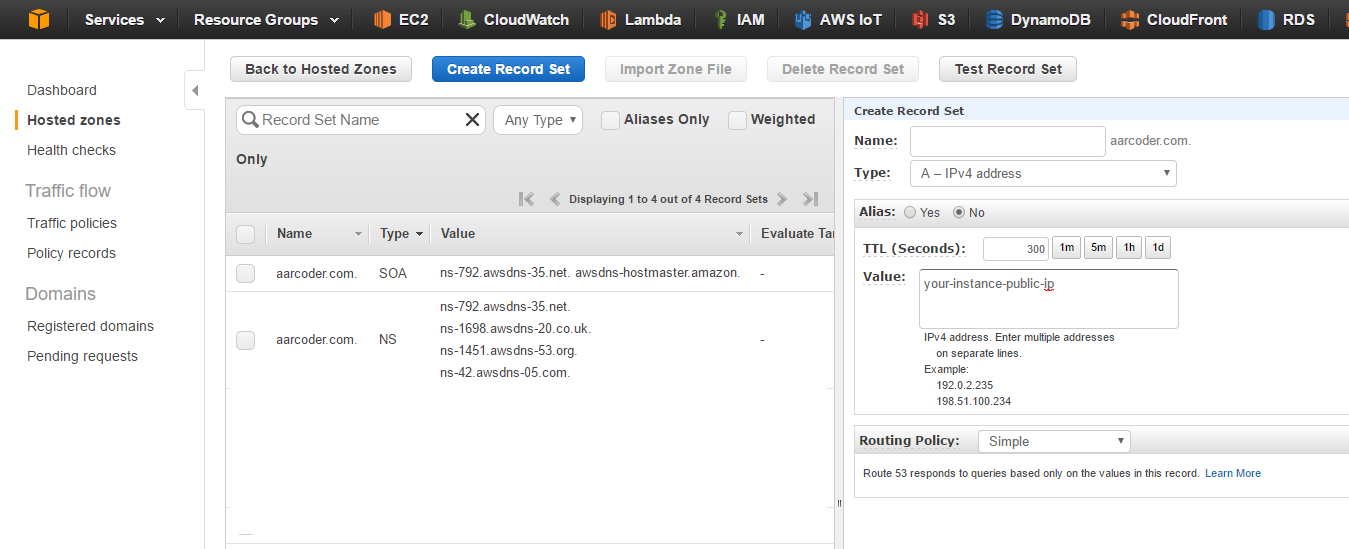 Services Resource Groups EC2 CloudWatch Lambda IAM AWS IoT S3 DynamoDB CloudFront RDS
Back to Hosted Zones Create Record Set Import Zone File Delete Record Set Test Record Set
Dashboard
Hosted zones
Health checks
Traffic flow
Traffic policies
Policy records
Domains
Registered domains
Pending requests
Record Set Name Any Type Aliases Only Weighted
Only
Displaying 1 to 4 out of 4 Record Sets
Name Type Value Evaluate Tar
aarcoder.com. SOA ns-792.awsdns-35.net. awsdns-hostmaster.amazon. -
ns-792.awsdns-35.net.
ns-1698.awsdns-20.co.uk.
aarcoder.com. NS -
ns-1451.awsdns-53.org.
ns-42.awsdns-05.com.
Create Record Set
Name: aarcoder.com.
Type: A – IPv4 address
Alias: Yes No
TTL (Seconds): 300 1m 5m 1h 1d
Value: your-instance-public-ip
IPv4 address. Enter multiple addresses
on separate lines.
Example:
192.0.2.235
198.51.100.234
Routing Policy: Simple
Route 53 responds to queries based only on the values in this record. Learn More